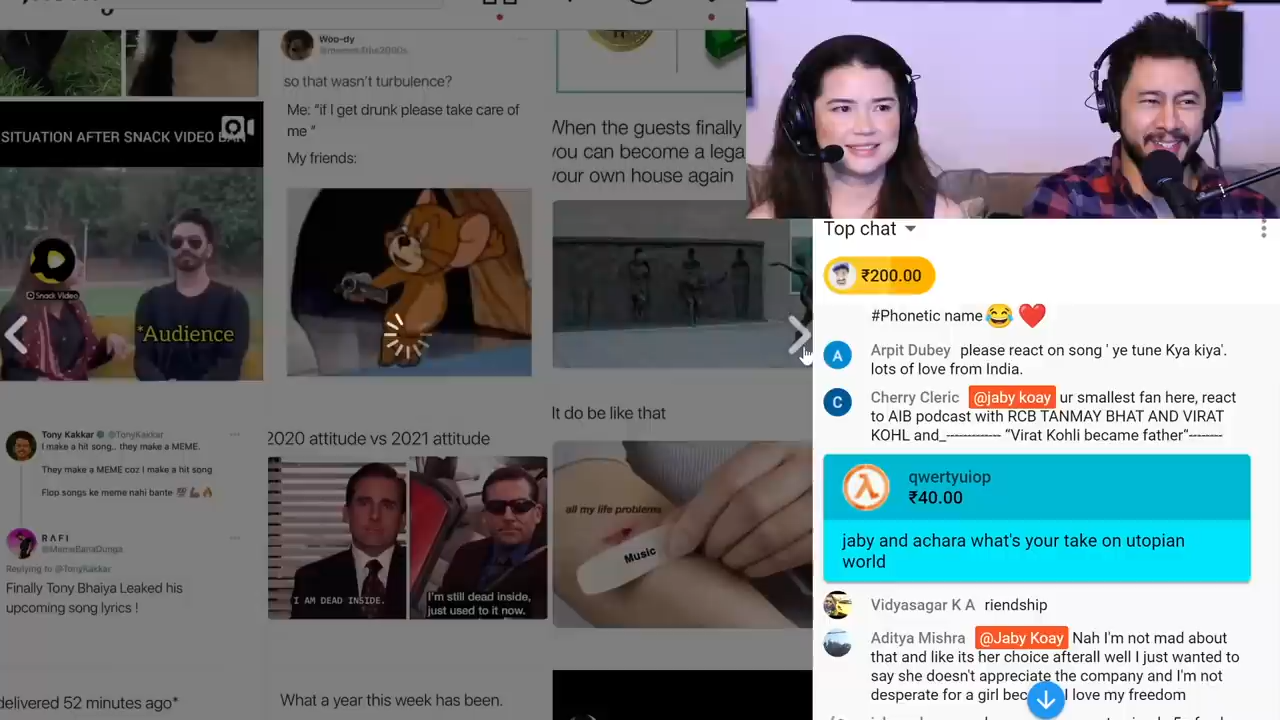 Woo-dy
so that wasn't turbulence?
Me: "if I get drunk please take care of
me "
My friends:
SITUATION AFTER SNACK VIDEO BAN
Snack Video
*Audience
When the guests finally
you can become a lega
your own house again
It do be like that
all my life problems
Music
2020 attitude vs 2021 attitude
I AM DEAD INSIDE.
I'm still dead inside,
just used to it now.
Tony Kakkar @TonyKakkar
I make a hit song.. they make a MEME.
They make a MEME coz I make a hit song
Flop songs ke meme nahi bante 💯💪🔥
RAFI
@MemeBanaDunga
Replying to @TonyKakkar
Finally Tony Bhaiya Leaked his
upcoming song lyrics !
delivered 52 minutes ago*
What a year this week has been.
Top chat
₹200.00
#Phonetic name😂 ❤️
A
Arpit Dubey please react on song ' ye tune Kya kiya'.
lots of love from India.
C
Cherry Cleric @jaby koay ur smallest fan here, react
to AIB podcast with RCB TANMAY BHAT AND VIRAT
KOHL and_------------ "Virat Kohli became father"--------
qwertyuiop
₹40.00
jaby and achara what's your take on utopian
world
Vidyasagar K A riendship
Aditya Mishra @Jaby Koay Nah I'm not mad about
that and like its her choice afterall well I just wanted to
say she doesn't appreciate the company and I'm not
desperate for a girl I love my freedom